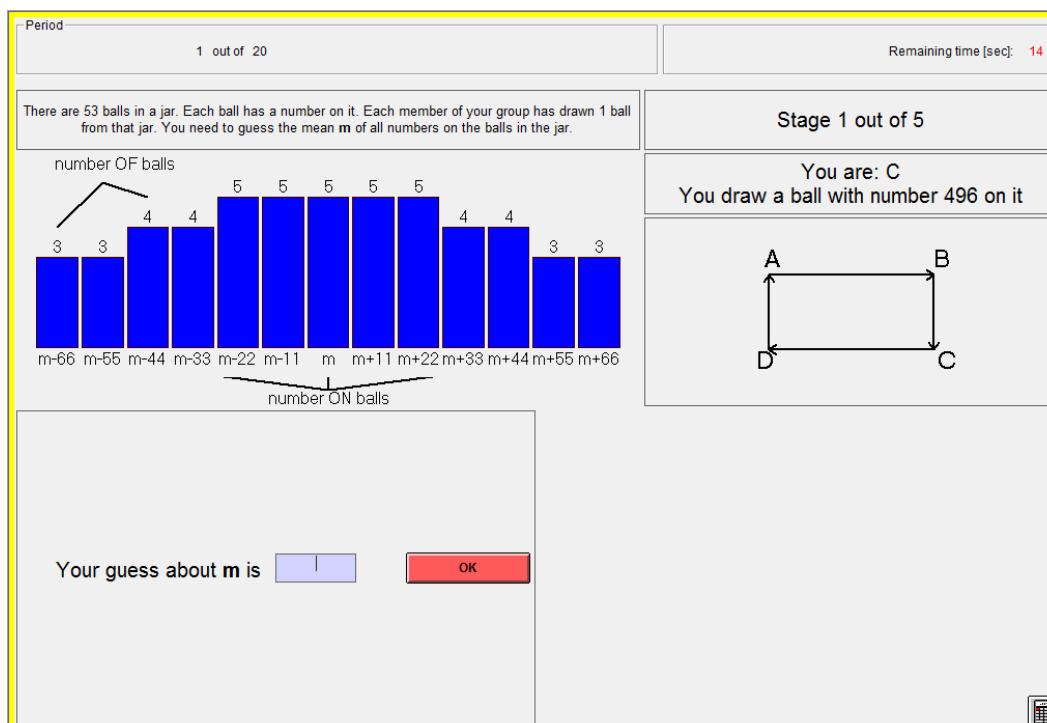 Period
1 out of 20
Remaining time [sec]: 14
There are 53 balls in a jar. Each ball has a number on it. Each member of your group has drawn 1 ball
from that jar. You need to guess the mean m of all numbers on the balls in the jar.
Stage 1 out of 5
number OF balls
You are: C
You draw a ball with number 496 on it
3 3 4 4 5 5 5 5 5 4 4 3 3
m-66 m-55 m-44 m-33 m-22 m-11 m m+11 m+22 m+33 m+44 m+55 m+66
number ON balls
A B
D C
Your guess about m is
OK